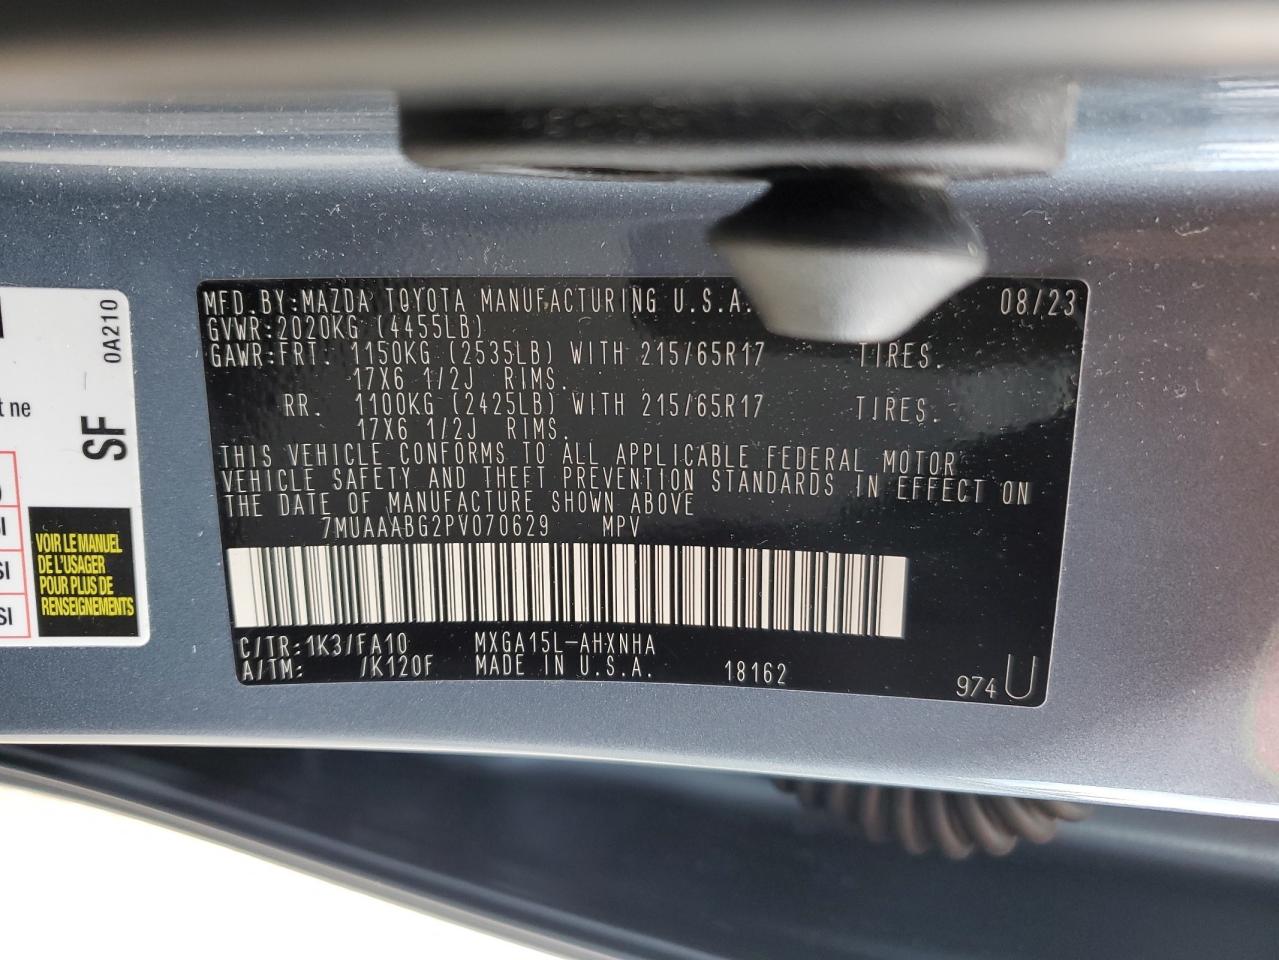 MFD.BY:MAZDA TOYOTA MANUFACTURING U.S.A. 08/23
GVWR:2020KG (4455LB)
GAWR:FRT. 1150KG (2535LB) WITH 215/65R17 TIRES.
17X6 1/2J RIMS.
RR. 1100KG (2425LB) WITH 215/65R17 TIRES.
17X6 1/2J RIMS.
THIS VEHICLE CONFORMS TO ALL APPLICABLE FEDERAL MOTOR
VEHICLE SAFETY AND THEFT PREVENTION STANDARDS IN EFFECT ON
THE DATE OF MANUFACTURE SHOWN ABOVE
7MUAAABG2PV070629 MPV
C/TR:1K3/FA10 MXGA15L-AHXNHA
A/TM: /K120F MADE IN U.S.A. 18162
974 U
0A210
SF
ne
SI
SI
VOIR LE MANUEL
DE L'USAGER
POUR PLUS DE
RENSEIGNEMENTS